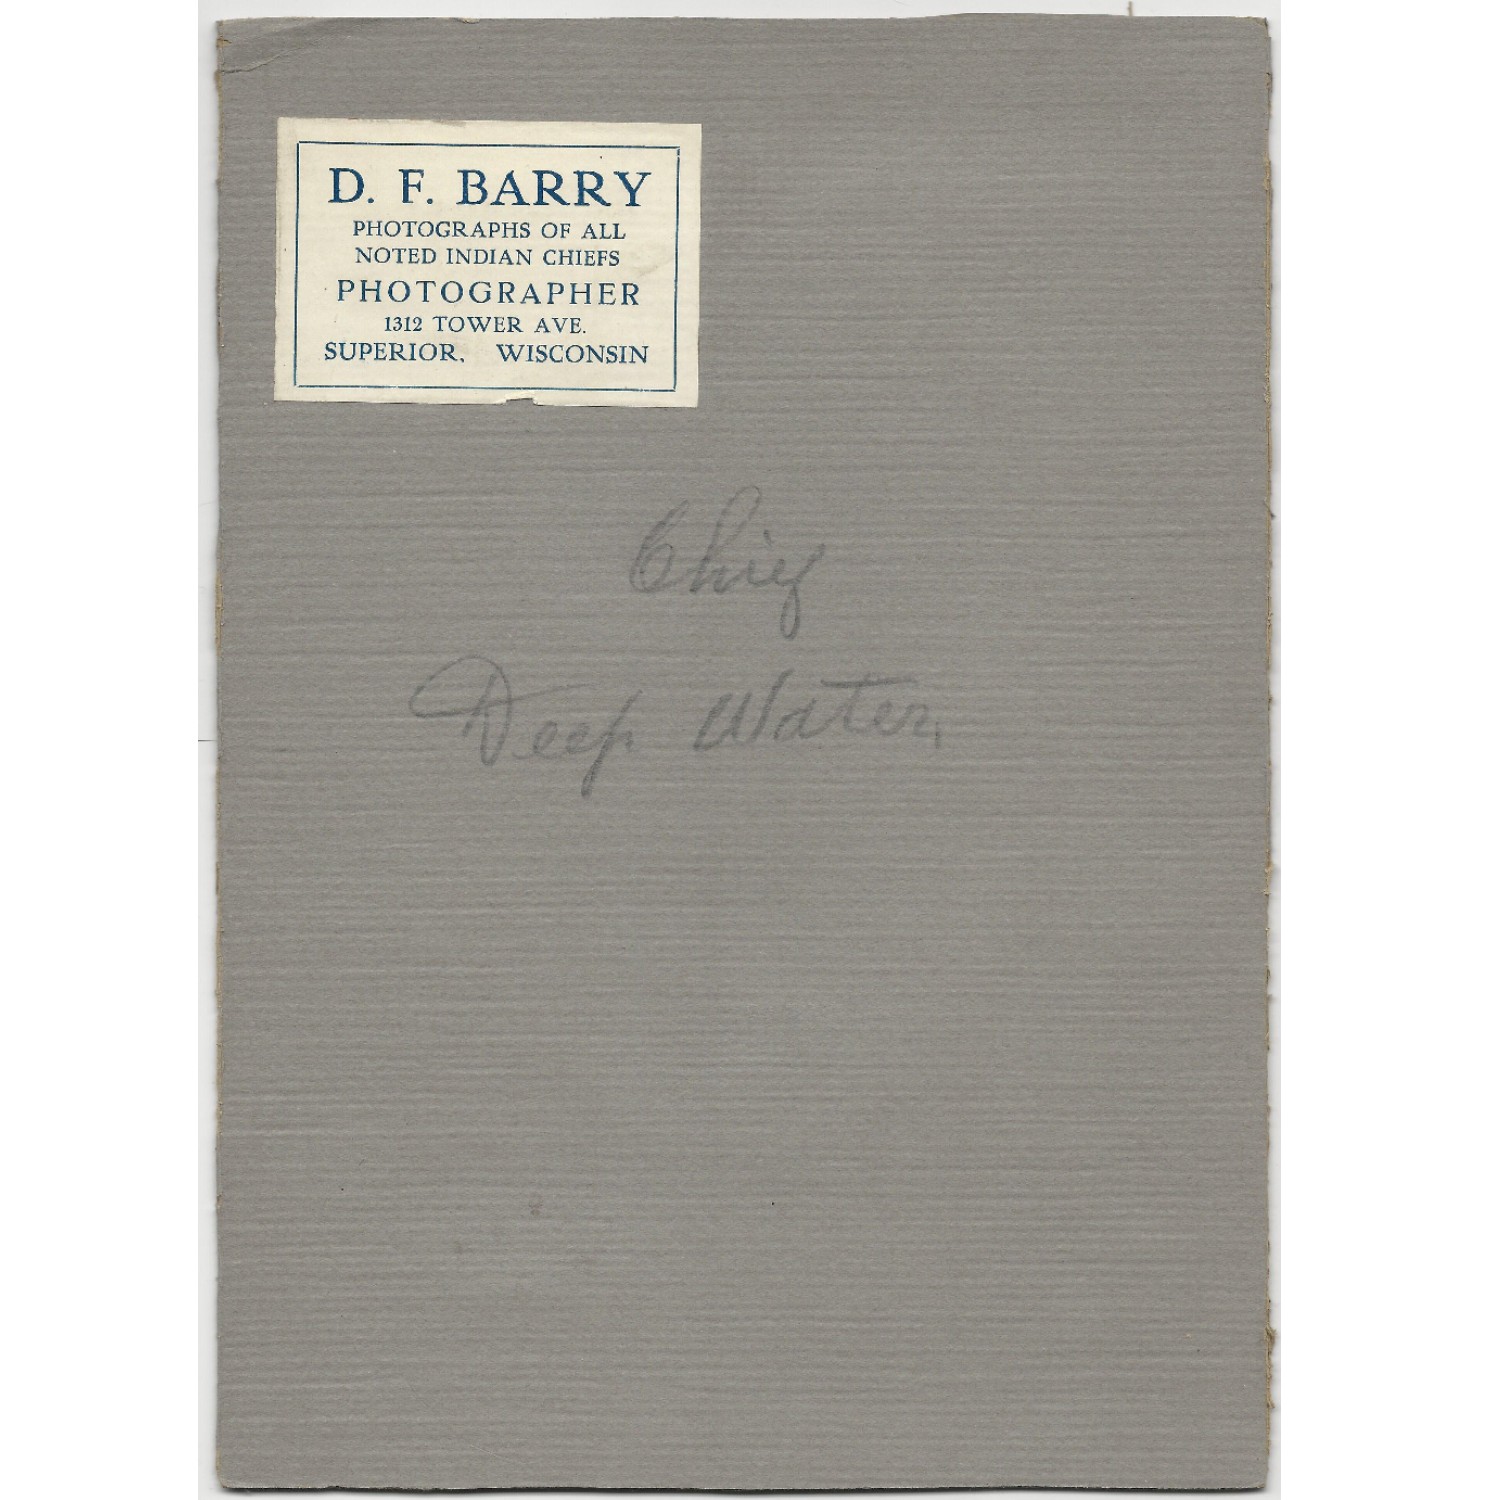 D. F. BARRY
PHOTOGRAPHS OF ALL
NOTED INDIAN CHIEFS
PHOTOGRAPHER
1312 TOWER AVE.
SUPERIOR, WISCONSIN
Chief
Deep Water,